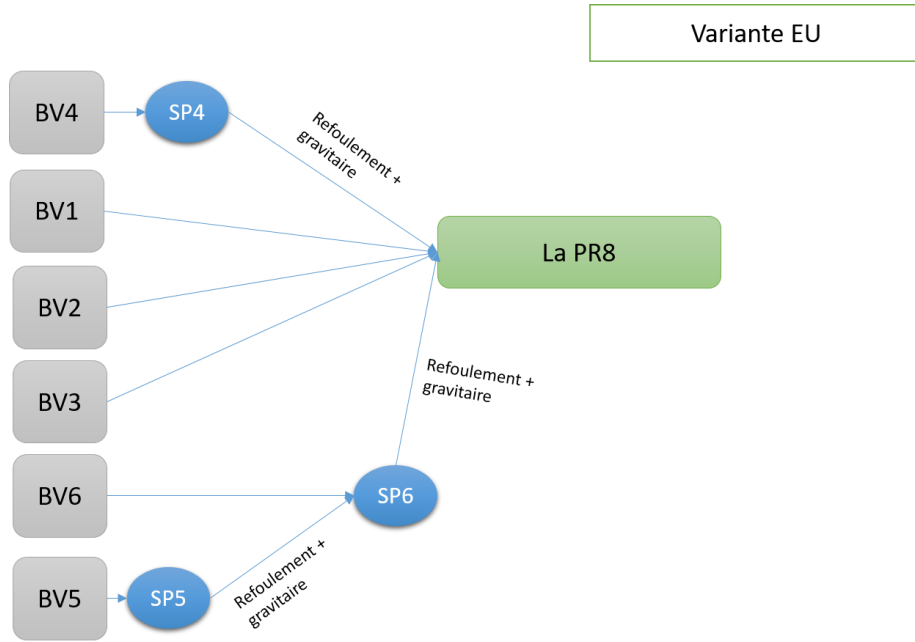 Variante EU
BV4
SP4
Refoulement +
gravitaire
BV1
La PR8
BV2
BV3
Refoulement +
gravitaire
BV6
SP6
BV5
SP5
Refoulement +
gravitaire